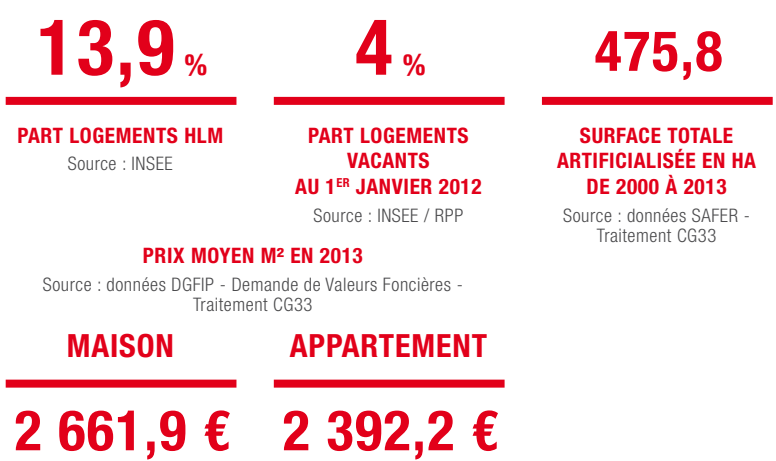 13,9 %
PART LOGEMENTS HLM
Source : INSEE
4 %
PART LOGEMENTS
VACANTS
AU 1ER JANVIER 2012
Source : INSEE / RPP
475,8
SURFACE TOTALE
ARTIFICIALISÉE EN HA
DE 2000 À 2013
Source : données SAFER -
Traitement CG33
PRIX MOYEN M² EN 2013
Source : données DGFIP - Demande de Valeurs Foncières -
Traitement CG33
MAISON
2 661,9 €
APPARTEMENT
2 392,2 €